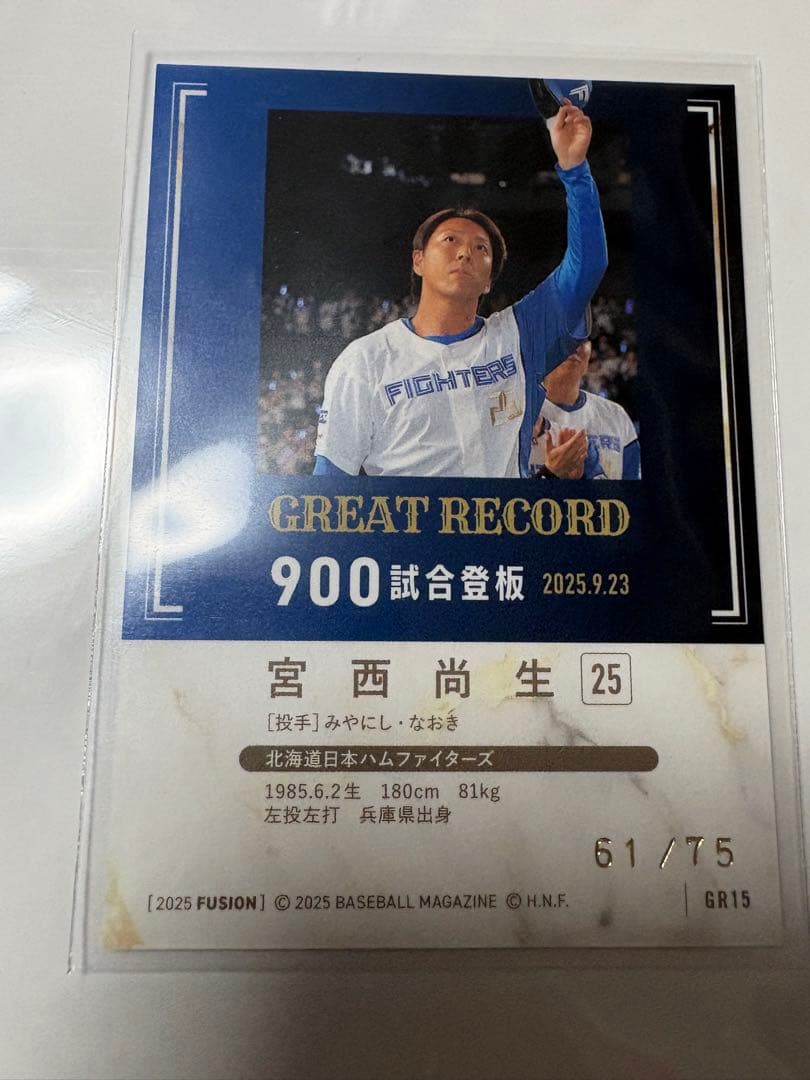 FIGHTERS
GREAT RECORD
900試合登板 2025.9.23
宮西尚生 25
[投手]みやにし・なおき
北海道日本ハムファイターズ
1985.6.2生 180cm 81kg
左投左打 兵庫県出身
61/75
[2025 FUSION] © 2025 BASEBALL MAGAZINE © H.N.F. GR15